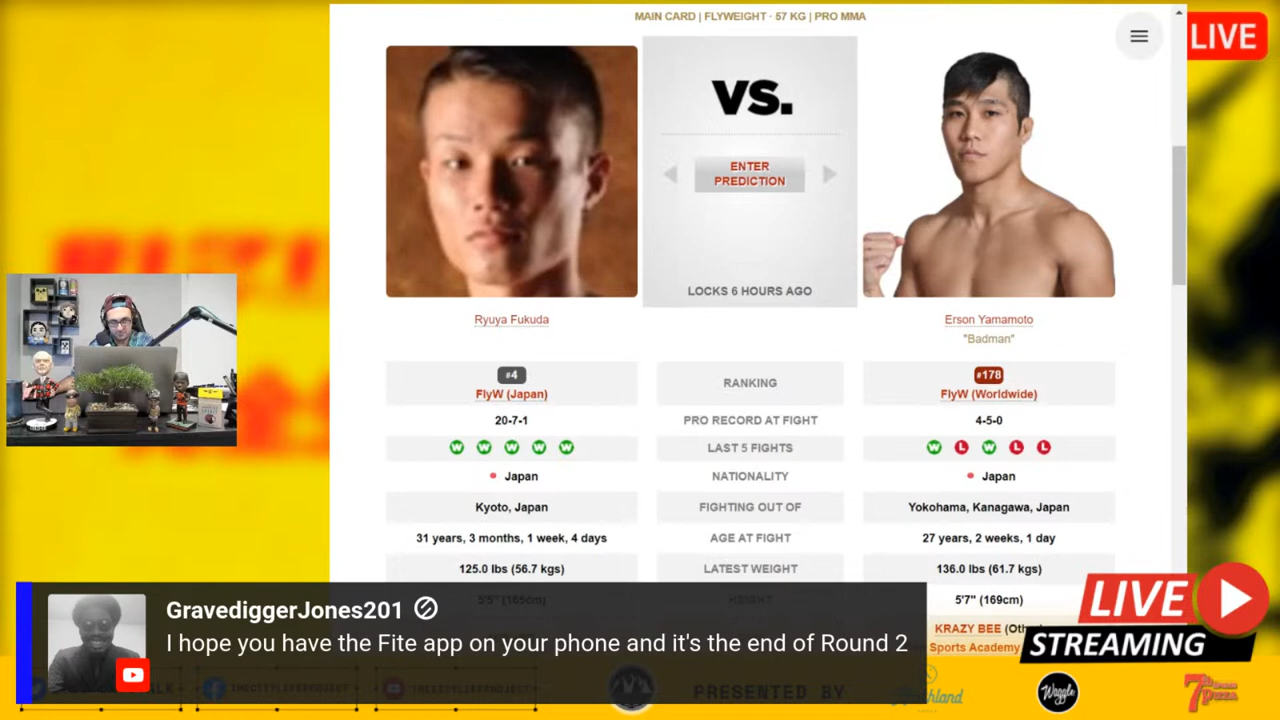 MAIN CARD | FLYWEIGHT · 57 KG | PRO MMA
LIVE
VS.
ENTER
PREDICTION
LOCKS 6 HOURS AGO
Ryuya Fukuda
Erson Yamamoto
"Badman"
#4
FlyW (Japan)
RANKING
#178
FlyW (Worldwide)
20-7-1
PRO RECORD AT FIGHT
4-5-0
W W W W W
LAST 5 FIGHTS
W L W L L
Japan
NATIONALITY
Japan
Kyoto, Japan
FIGHTING OUT OF
Yokohama, Kanagawa, Japan
31 years, 3 months, 1 week, 4 days
AGE AT FIGHT
27 years, 2 weeks, 1 day
125.0 lbs (56.7 kgs)
LATEST WEIGHT
136.0 lbs (61.7 kgs)
5'5" (165cm)
HEIGHT
5'7" (169cm)
KRAZY BEE
Sports Academy
GravediggerJones201
I hope you have the Fite app on your phone and it's the end of Round 2
LIVE
STREAMING
PRESENTED BY
Waggle